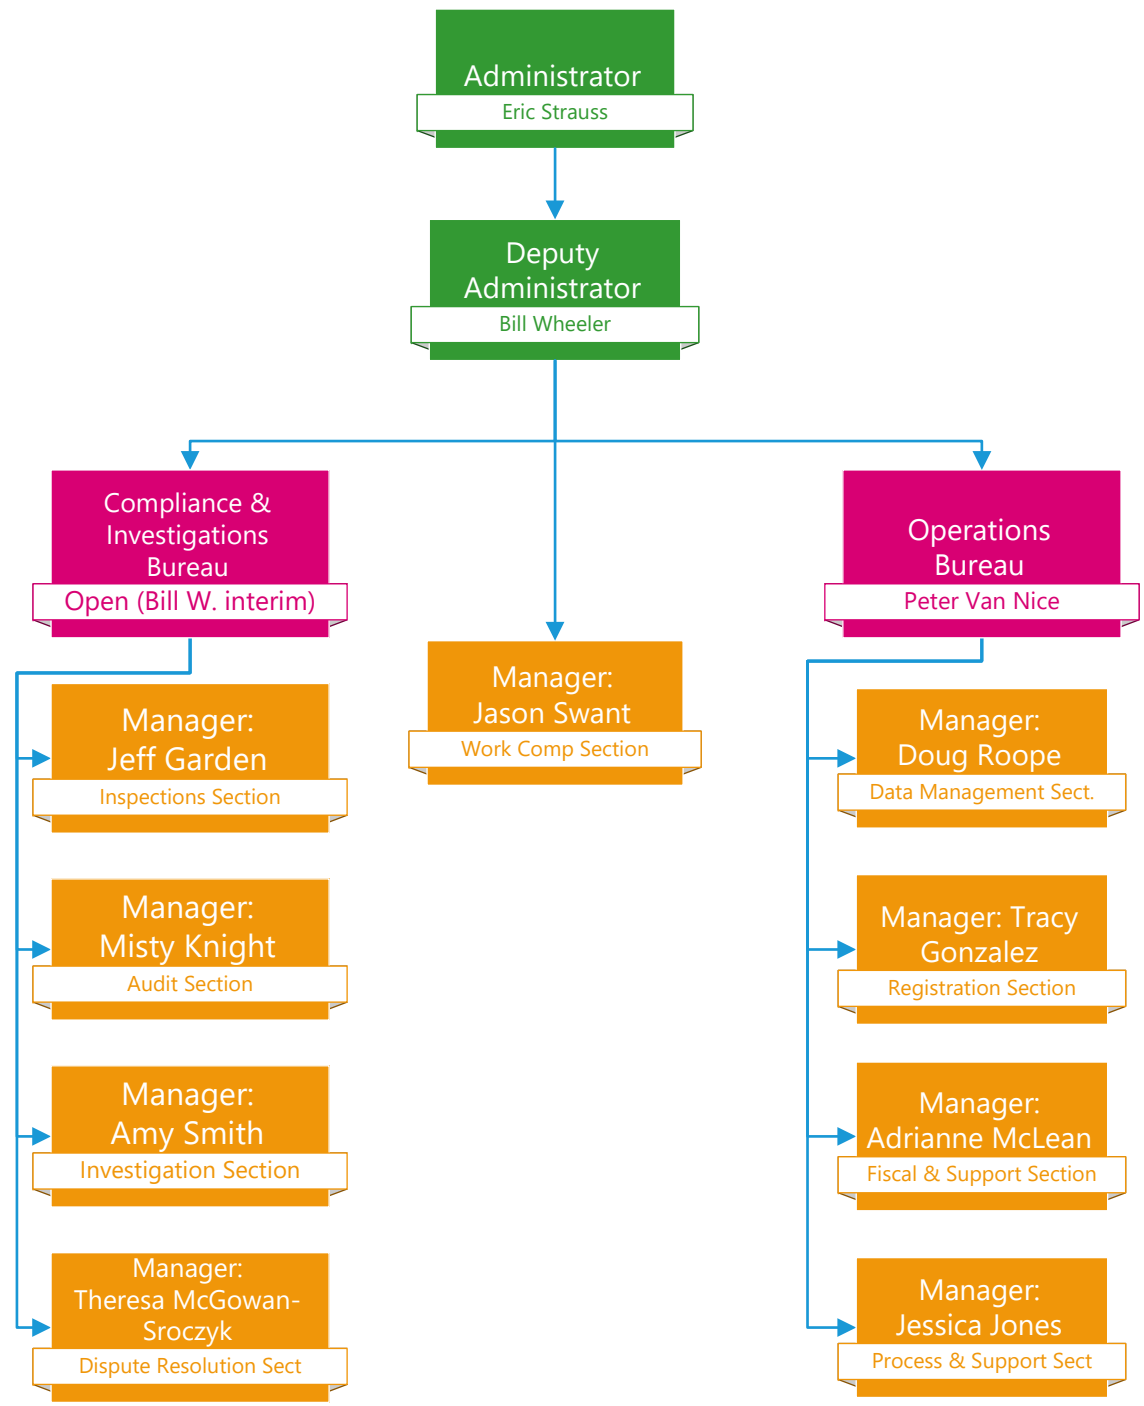 Administrator
Eric Strauss
Deputy
Administrator
Bill Wheeler
Compliance &
Investigations
Bureau
Open (Bill W. interim)
Manager:
Jeff Garden
Inspections Section
Manager:
Misty Knight
Audit Section
Manager:
Amy Smith
Investigation Section
Manager:
Theresa McGowan-
Sroczyk
Dispute Resolution Sect
Manager:
Jason Swant
Work Comp Section
Operations
Bureau
Peter Van Nice
Manager:
Doug Roope
Data Management Sect.
Manager: Tracy
Gonzalez
Registration Section
Manager:
Adrianne McLean
Fiscal & Support Section
Manager:
Jessica Jones
Process & Support Sect